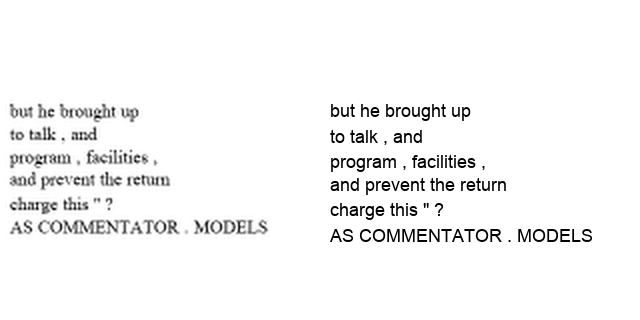 but he brought up
to talk , and
program , facilities ,
and prevent the return
charge this " ?
AS COMMENTATOR . MODELS
but he brought up
to talk , and
program , facilities ,
and prevent the return
charge this " ?
AS COMMENTATOR . MODELS